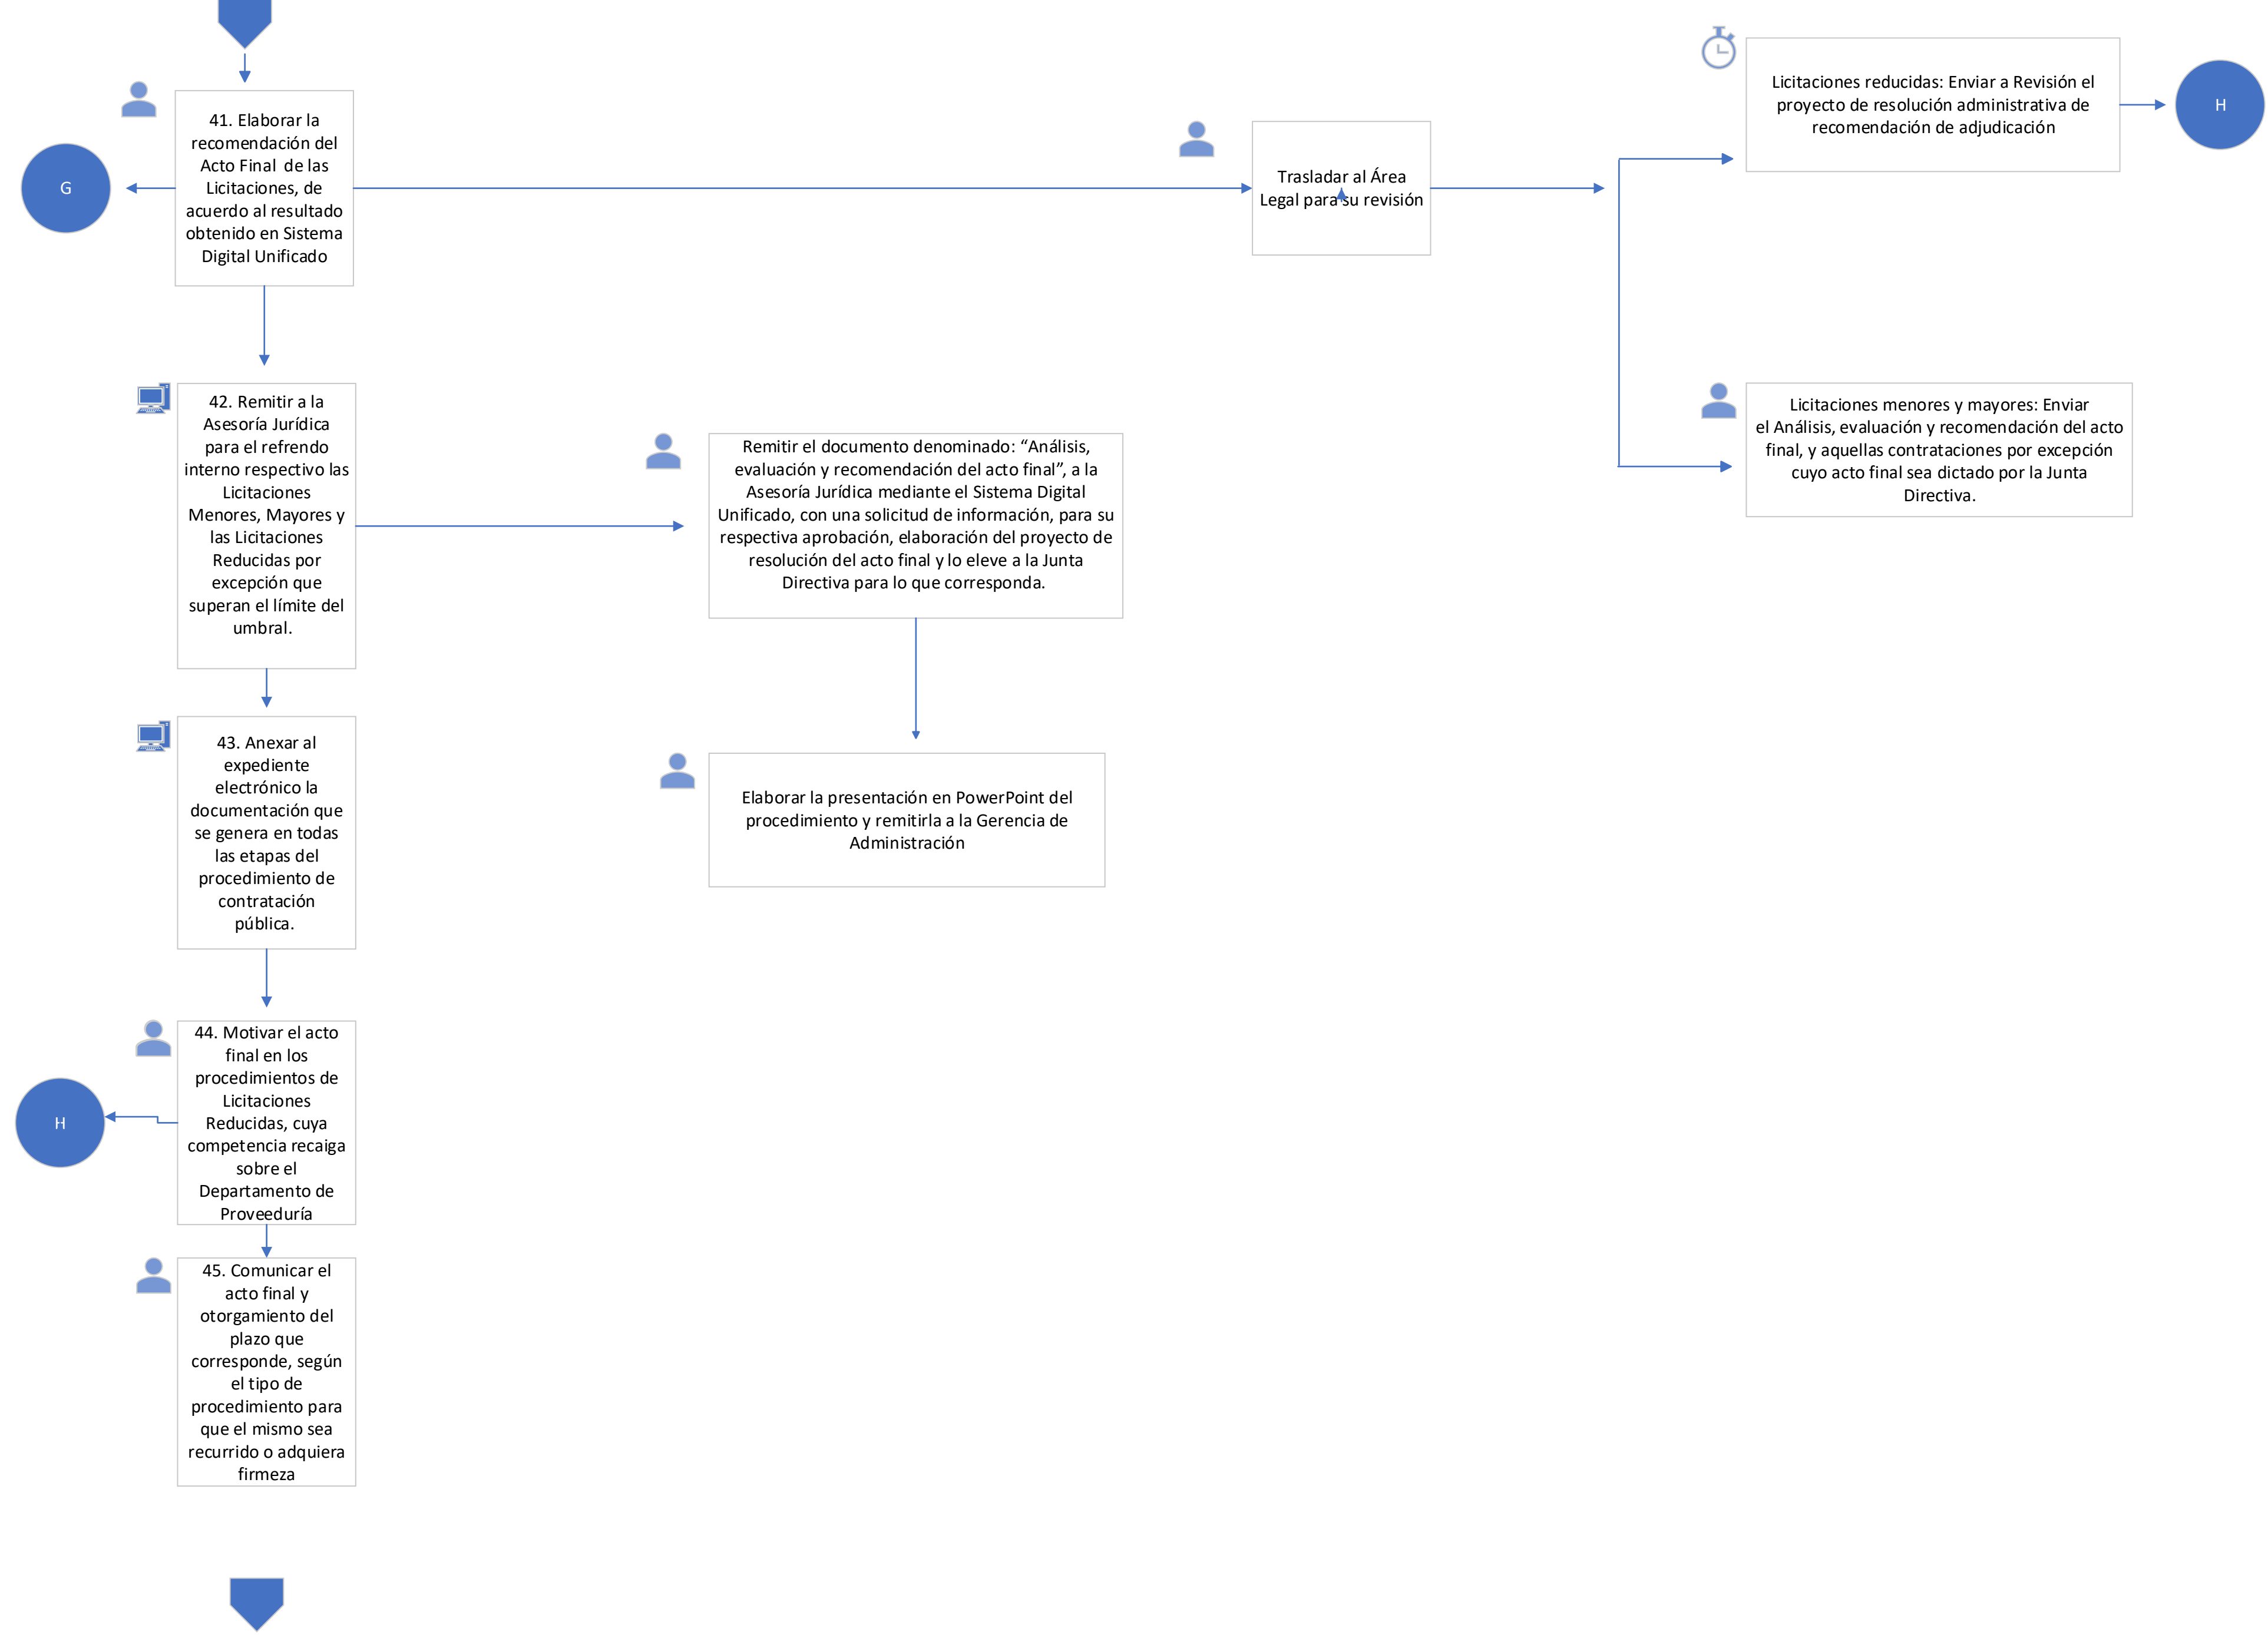 41. Elaborar la
recomendación del
Acto Final  de las
Licitaciones, de
acuerdo al resultado
obtenido en Sistema
Digital Unificado
G
Trasladar al Área
Legal para su revisión
Licitaciones reducidas: Enviar a Revisión el
proyecto de resolución administrativa de
recomendación de adjudicación
H
Licitaciones menores y mayores: Enviar
el Análisis, evaluación y recomendación del acto
final, y aquellas contrataciones por excepción
cuyo acto final sea dictado por la Junta
Directiva.
42. Remitir a la
Asesoría Jurídica
para el refrendo
interno respectivo las
Licitaciones
Menores, Mayores y
las Licitaciones
Reducidas por
excepción que
superan el límite del
umbral.
Remitir el documento denominado: “Análisis,
evaluación y recomendación del acto final”, a la
Asesoría Jurídica mediante el Sistema Digital
Unificado, con una solicitud de información, para su
respectiva aprobación, elaboración del proyecto de
resolución del acto final y lo eleve a la Junta
Directiva para lo que corresponda.
43. Anexar al
expediente
electrónico la
documentación que
se genera en todas
las etapas del
procedimiento de
contratación
pública.
Elaborar la presentación en PowerPoint del
procedimiento y remitirla a la Gerencia de
Administración
44. Motivar el acto
final en los
procedimientos de
Licitaciones
Reducidas, cuya
competencia recaiga
sobre el
Departamento de
Proveeduría
H
45. Comunicar el
acto final y
otorgamiento del
plazo que
corresponde, según
el tipo de
procedimiento para
que el mismo sea
recurrido o adquiera
firmeza